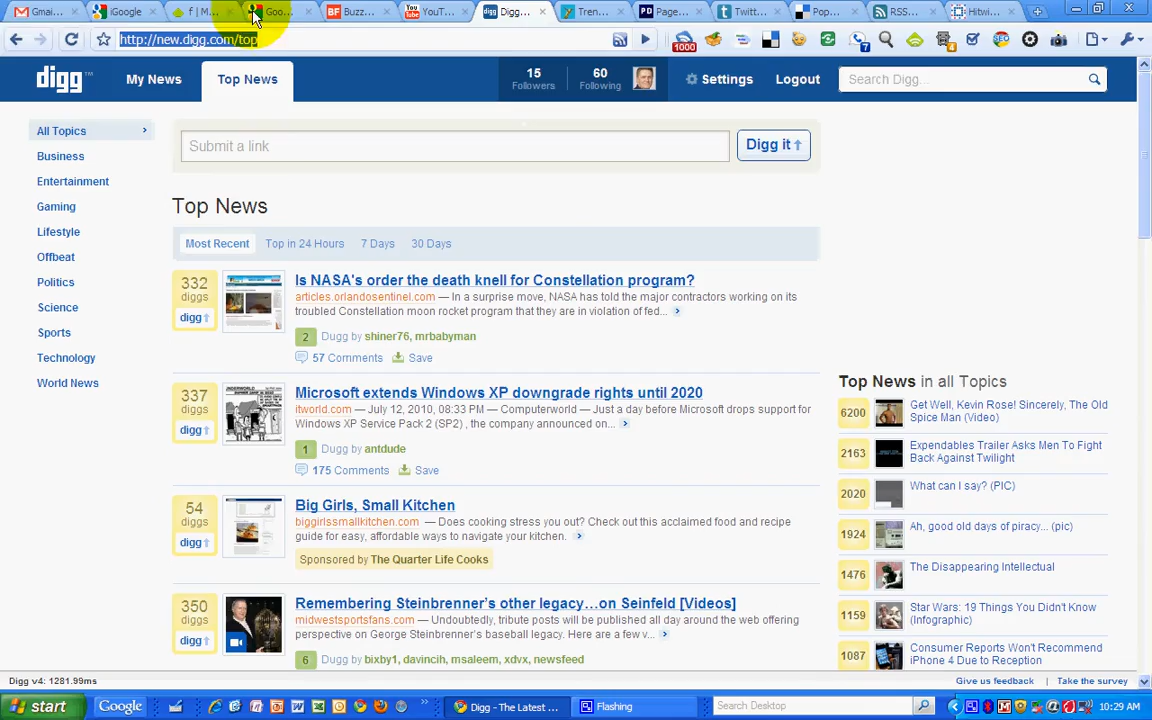 Gmai...
iGoogle
f | M...
Goo...
Buzz...
YouT...
Digg...
Tren...
Page...
Twitt...
Pop...
RSS...
Hitwi...
http://new.digg.com/top
1000
digg™
My News
Top News
15
Followers
60
Following
Settings
Logout
Search Digg...
All Topics
Business
Entertainment
Gaming
Lifestyle
Offbeat
Politics
Science
Sports
Technology
World News
Submit a link
Digg it
Top News
Most Recent
Top in 24 Hours
7 Days
30 Days
332
diggs
digg
Is NASA's order the death knell for Constellation program?
articles.orlandosentinel.com — In a surprise move, NASA has told the major contractors working on its
troubled Constellation moon rocket program that they are in violation of fed...
2 Dugg by shiner76, mrbabyman
57 Comments Save
337
diggs
digg
Microsoft extends Windows XP downgrade rights until 2020
itworld.com — July 12, 2010, 08:33 PM — Computerworld — Just a day before Microsoft drops support for
Windows XP Service Pack 2 (SP2) , the company announced on...
1 Dugg by antdude
175 Comments Save
54
diggs
digg
Big Girls, Small Kitchen
biggirlssmallkitchen.com — Does cooking stress you out? Check out this acclaimed food and recipe
guide for easy, affordable ways to navigate your kitchen.
Sponsored by The Quarter Life Cooks
350
diggs
digg
Remembering Steinbrenner's other legacy…on Seinfeld [Videos]
midwestsportsfans.com — Undoubtedly, tribute posts will be published all day around the web offering
perspective on George Steinbrenner's baseball legacy. Here are a few v...
6 Dugg by bixby1, davincih, msaleem, xdvx, newsfeed
Top News in all Topics
6200 Get Well, Kevin Rose! Sincerely, The Old
Spice Man (Video)
2163 Expendables Trailer Asks Men To Fight
Back Against Twilight
2020 What can I say? (PIC)
1924 Ah, good old days of piracy... (pic)
1476 The Disappearing Intellectual
1159 Star Wars: 19 Things You Didn't Know
(Infographic)
1087 Consumer Reports Won't Recommend
iPhone 4 Due to Reception
Digg v4: 1281.99ms
Give us feedback
Take the survey
start
Google
Digg - The Latest ...
Flashing
Search Desktop
10:29 AM